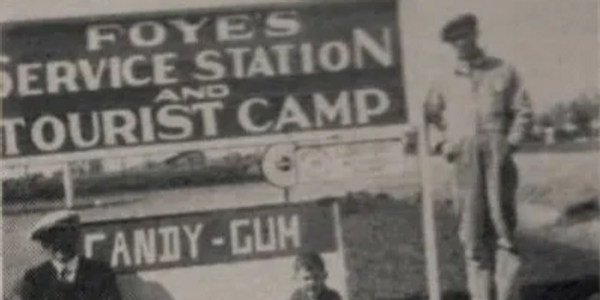 FOYE'S
SERVICE STATION
AND
TOURIST CAMP
CANDY-GUM